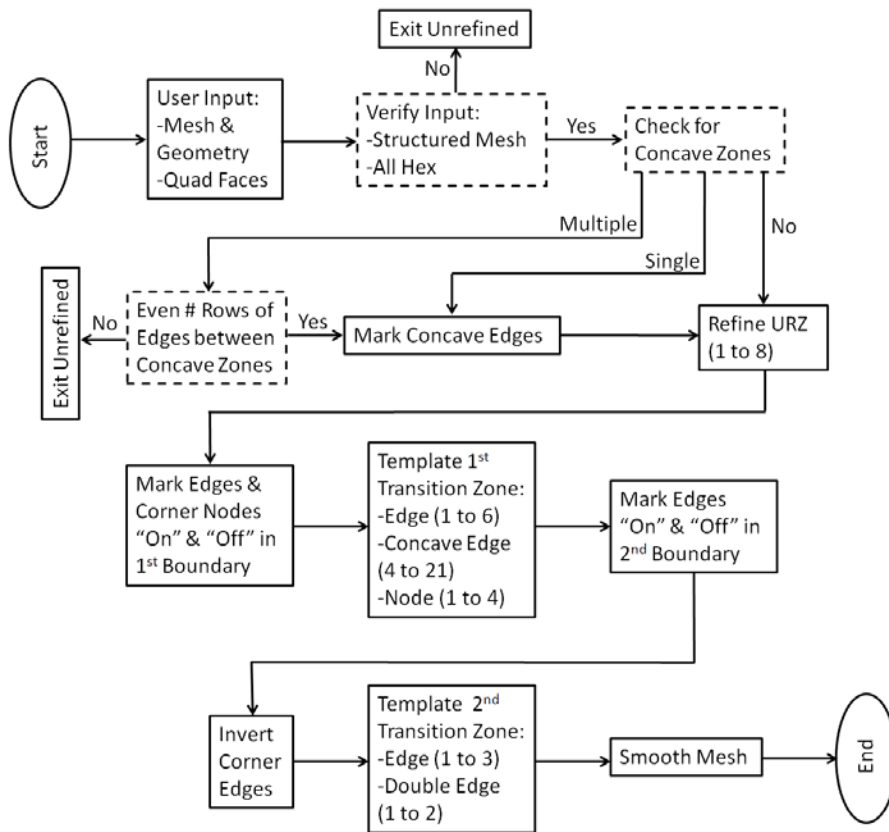 Exit Unrefined
No
User Input:
-Mesh &
Geometry
-Quad Faces
Verify Input:
-Structured Mesh
-All Hex
Yes
Check for
Concave Zones
Start
Multiple
Single
No
Exit Unrefined
No
Even # Rows of
Edges between
Concave Zones
Yes
Mark Concave Edges
Refine URZ
(1 to 8)
Mark Edges &
Corner Nodes
“On” & “Off” in
1st Boundary
Template 1st
Transition Zone:
-Edge (1 to 6)
-Concave Edge
(4 to 21)
-Node (1 to 4)
Mark Edges
“On” & “Off” in
2nd Boundary
Invert
Corner
Edges
Template 2nd
Transition Zone:
-Edge (1 to 3)
-Double Edge
(1 to 2)
Smooth Mesh
End